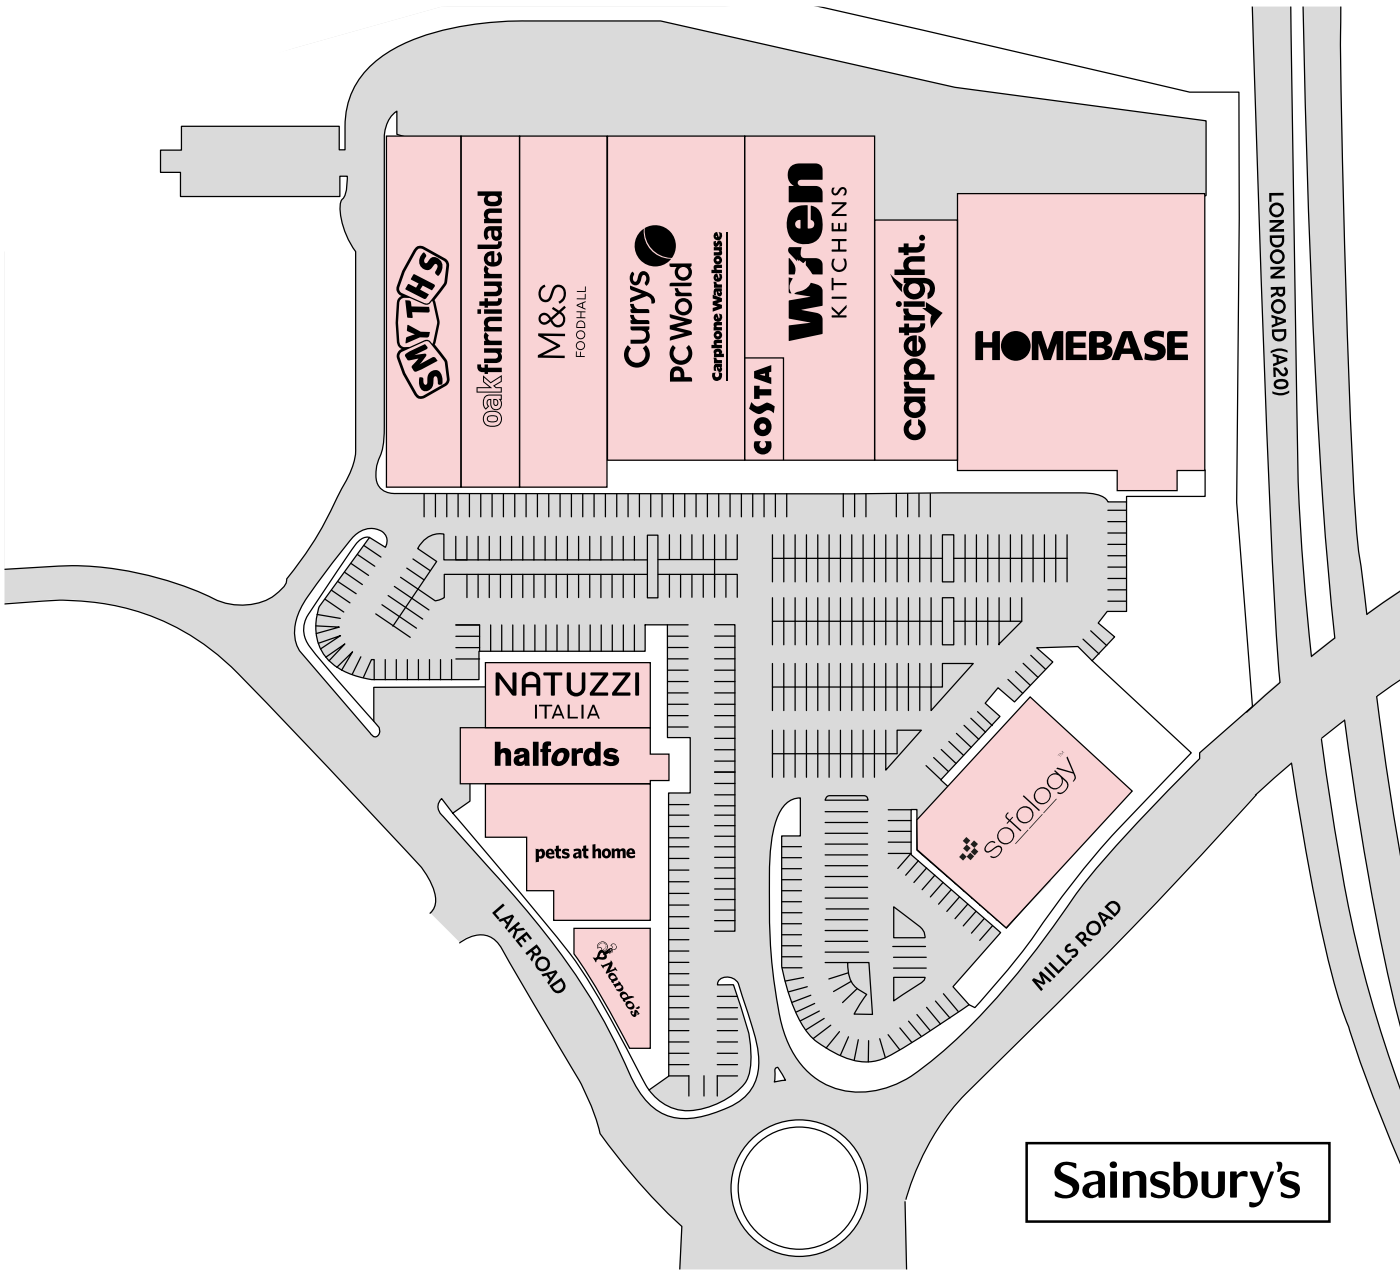 SMYTHS
oakfurnitureland
M&S
FOODHALL
Currys
PC World
Carphone Warehouse
COSTA
wren
KITCHENS
carpetright.
HOMEBASE
LONDON ROAD (A20)
NATUZZI
ITALIA
halfords
pets at home
Nando's
LAKE ROAD
sofology™
MILLS ROAD
Sainsbury's